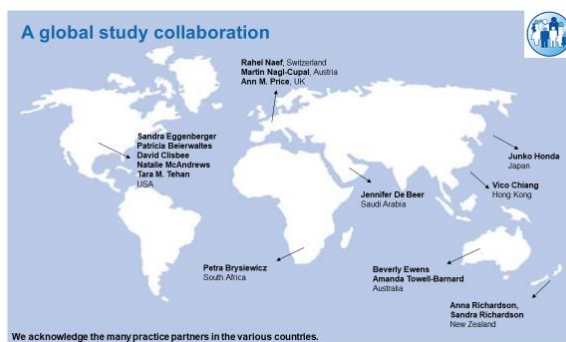 A global study collaboration
Rahel Naef, Switzerland
Martin Nagl-Cupal, Austria
Ann M. Price, UK
Sandra Eggenberger
Patricia Beierwaltes
David Clisbee
Natalie McAndrews
Tara M. Tehan
USA
Junko Honda
Japan
Vico Chiang
Hong Kong
Jennifer De Beer
Saudi Arabia
Petra Brysiewicz
South Africa
Beverly Ewens
Amanda Towell-Barnard
Australia
Anna Richardson,
Sandra Richardson
New Zealand
We acknowledge the many practice partners in the various countries.